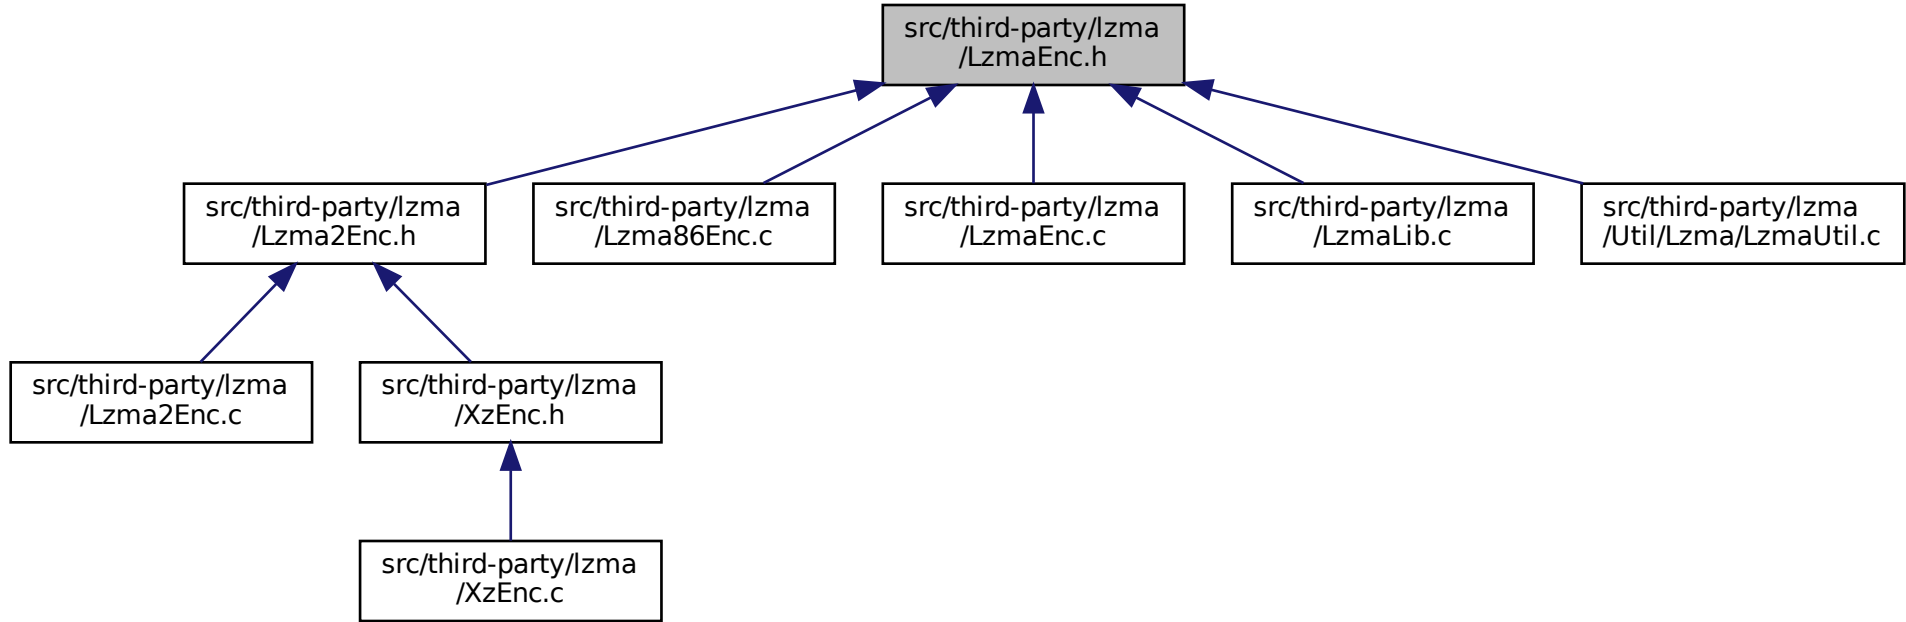 src/third-party/lzma
/LzmaEnc.h
src/third-party/lzma
/Lzma2Enc.h
src/third-party/lzma
/Lzma86Enc.c
src/third-party/lzma
/LzmaEnc.c
src/third-party/lzma
/LzmaLib.c
src/third-party/lzma
/Util/Lzma/LzmaUtil.c
src/third-party/lzma
/Lzma2Enc.c
src/third-party/lzma
/XzEnc.h
src/third-party/lzma
/XzEnc.c